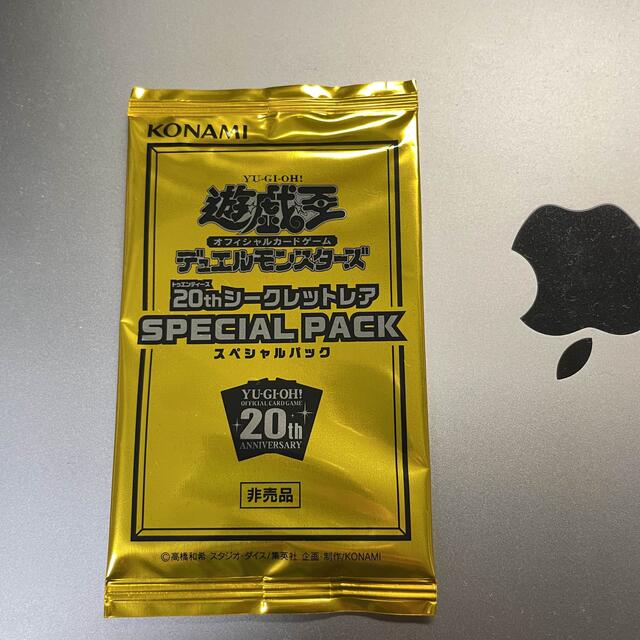 KONAMI
YU-GI-OH!
遊戯王
オフィシャルカードゲーム
デュエルモンスターズ
トゥエンティース
20thシークレットレア
SPECIAL PACK
スペシャルパック
YU-GI-OH!
OFFICIAL CARD GAME
20th
ANNIVERSARY
非売品
©高橋和希 スタジオ・ダイス/集英社 企画・制作/KONAMI